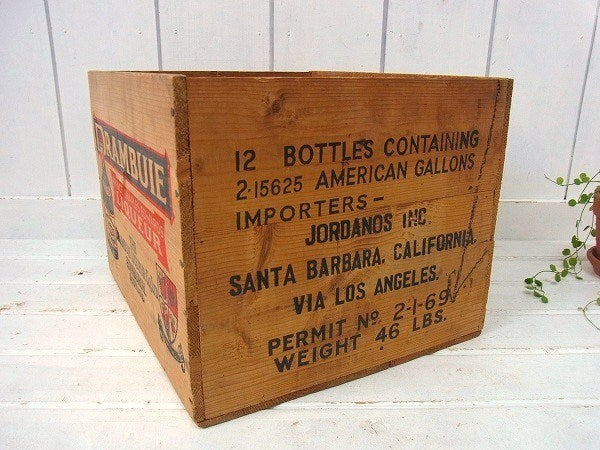 DRAMBUIE
LIQUEUR
12 BOTTLES CONTAINING
2·15625 AMERICAN GALLONS
IMPORTERS –
JORDANOS INC
SANTA BARBARA, CALIFORNIA.
VIA LOS ANGELES.
PERMIT Nº 2-1-69
WEIGHT 46 LBS.